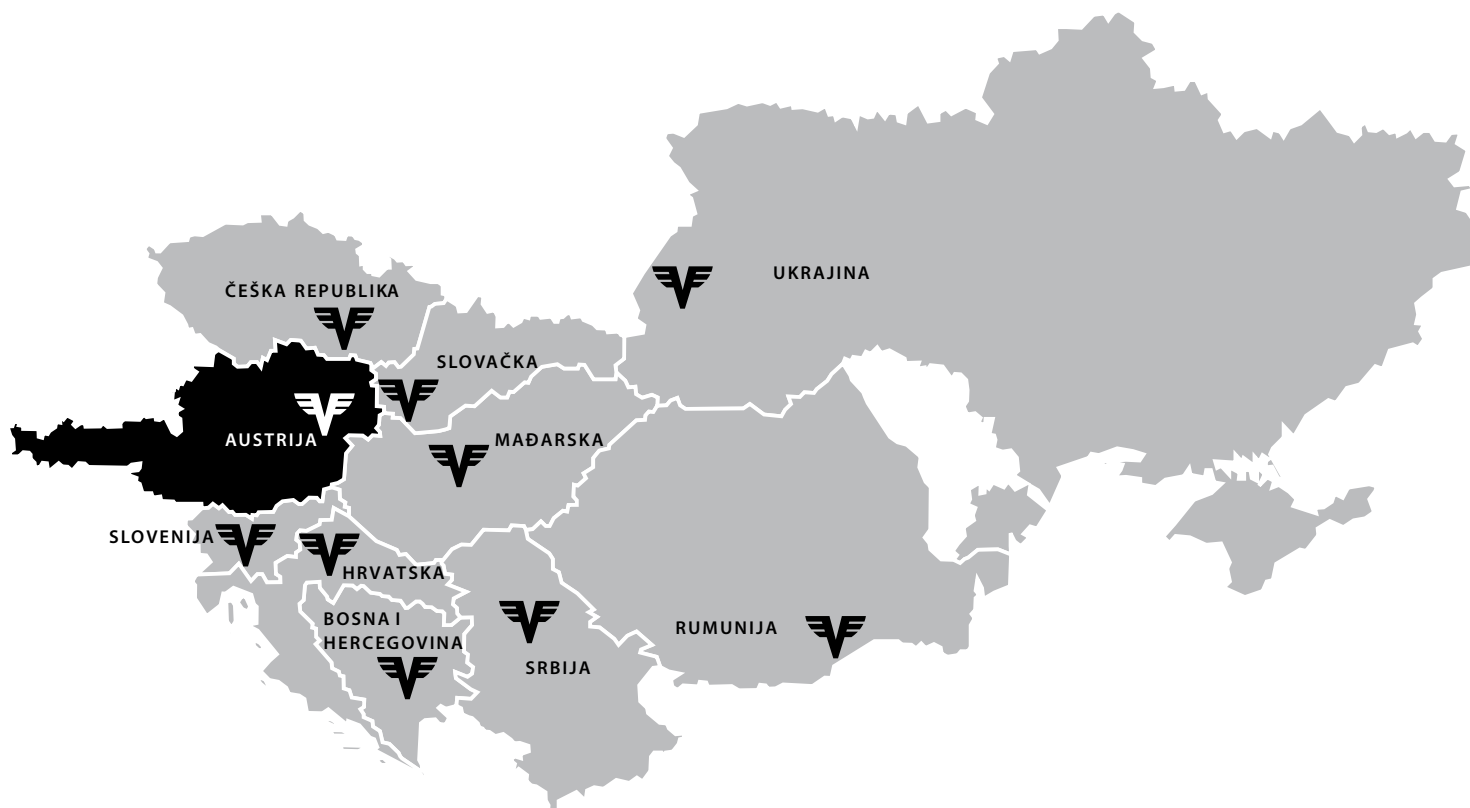 UKRAJINA
ČEŠKA REPUBLIKA
SLOVAČKA
AUSTRIJA
MAĐARSKA
SLOVENIJA
HRVATSKA
BOSNA I
HERCEGOVINA
RUMUNIJA
SRBIJA